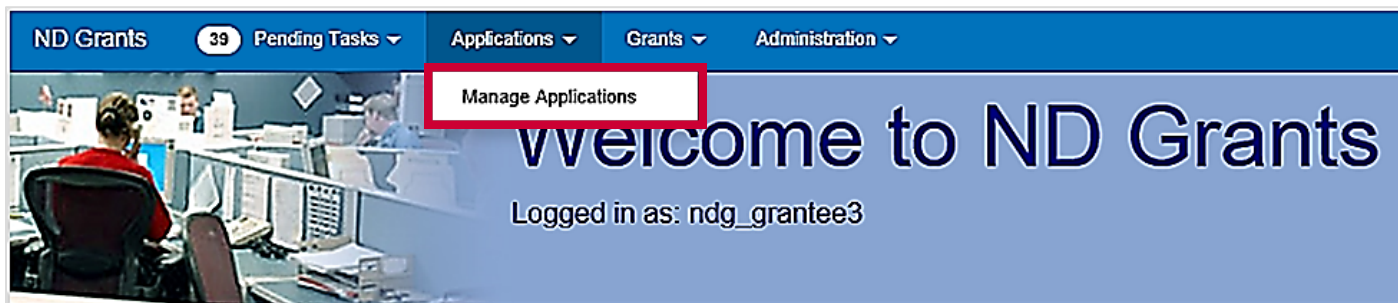 ND Grants 39 Pending Tasks Applications Grants Administration
Manage Applications
Welcome to ND Grants
Logged in as: ndg_grantee3